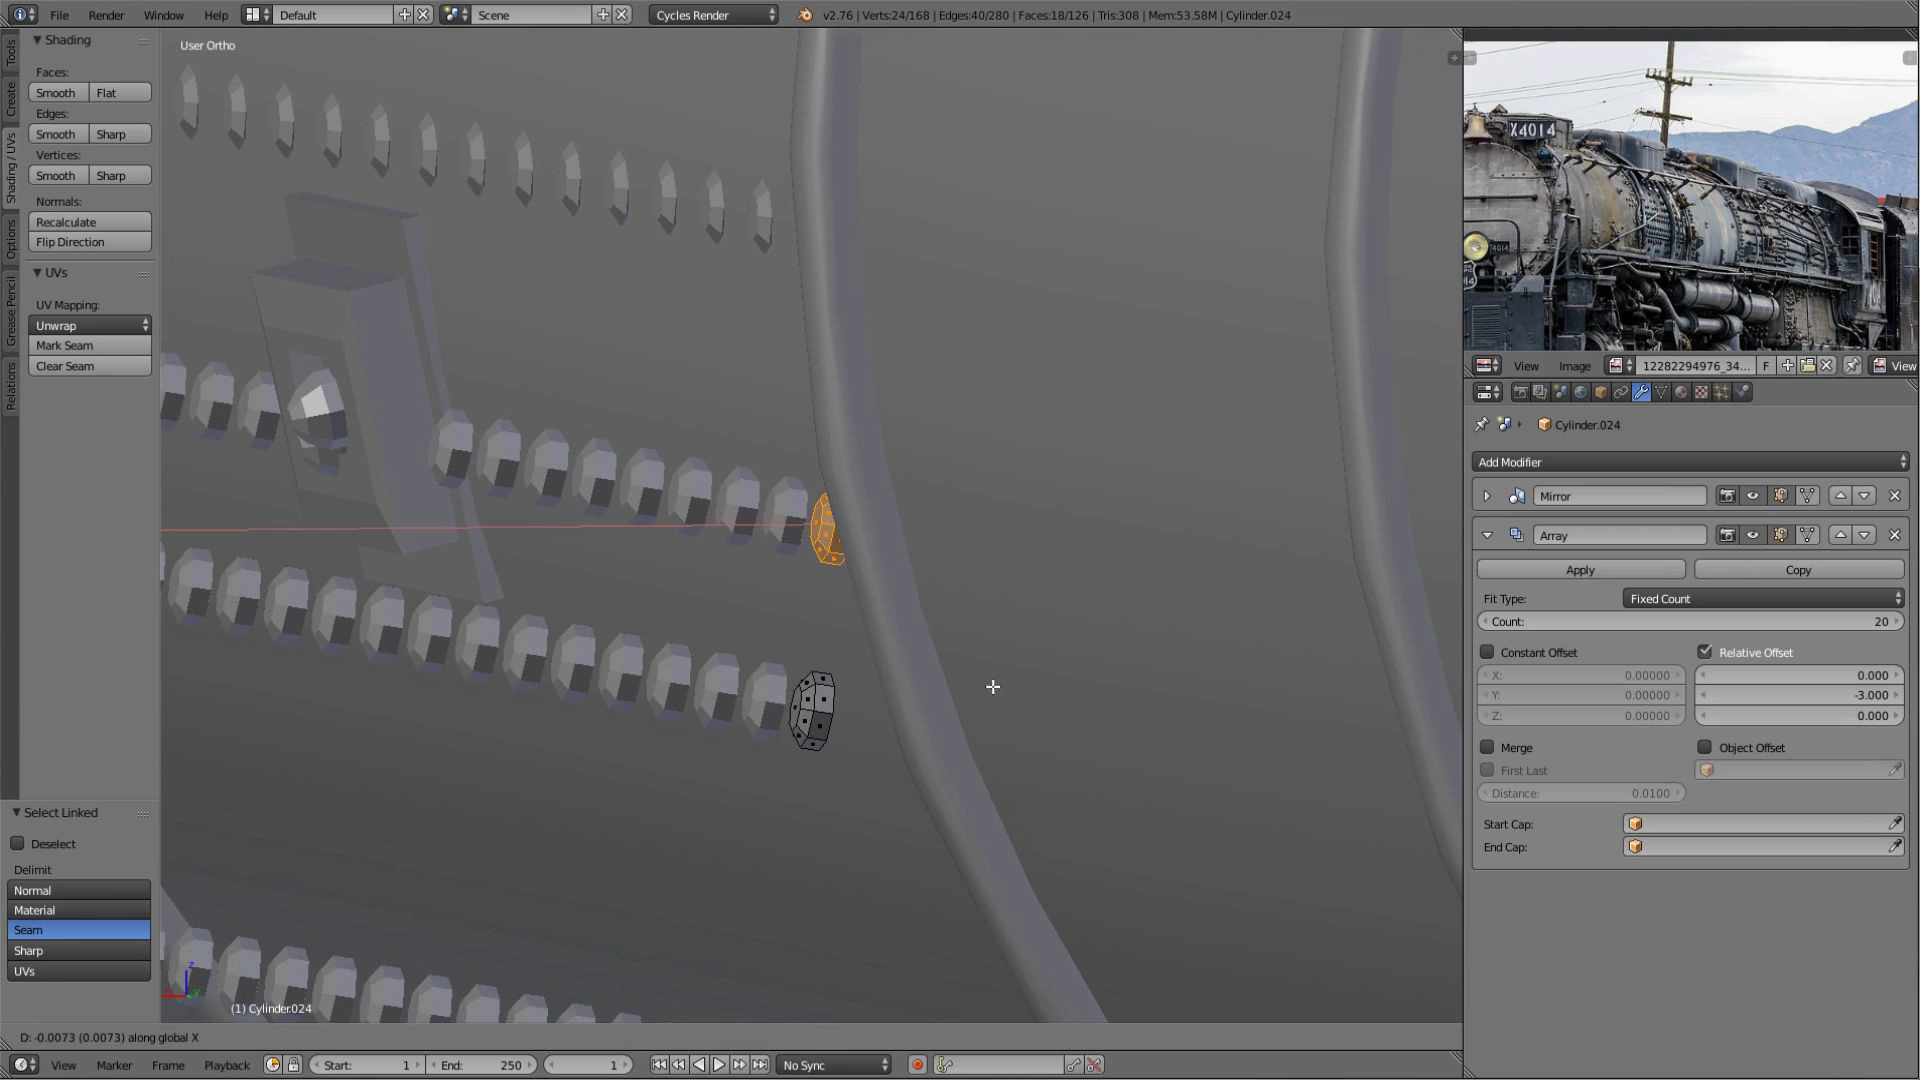 File Render Window Help Default Scene Cycles Render v2.76 | Verts:24/168 | Edges:40/280 | Faces:18/126 | Tris:308 | Mem:53.58M | Cylinder.024
Tools
Create
Shading / UVs
Options
Grease Pencil
Relations
Shading
Faces:
Smooth Flat
Edges:
Smooth Sharp
Vertices:
Smooth Sharp
Normals:
Recalculate
Flip Direction
UVs
UV Mapping:
Unwrap
Mark Seam
Clear Seam
Select Linked
Deselect
Delimit
Normal
Material
Seam
Sharp
UVs
User Ortho
(1) Cylinder.024
X4014
View Image 12282294976_34... F View
Cylinder.024
Add Modifier
Mirror
Array
Apply Copy
Fit Type: Fixed Count
Count: 20
Constant Offset Relative Offset
X: 0.00000 0.000
Y: 0.00000 -3.000
Z: 0.00000 0.000
Merge Object Offset
First Last
Distance: 0.0100
Start Cap:
End Cap:
D: -0.0073 (0.0073) along global X
View Marker Frame Playback Start: 1 End: 250 1 No Sync